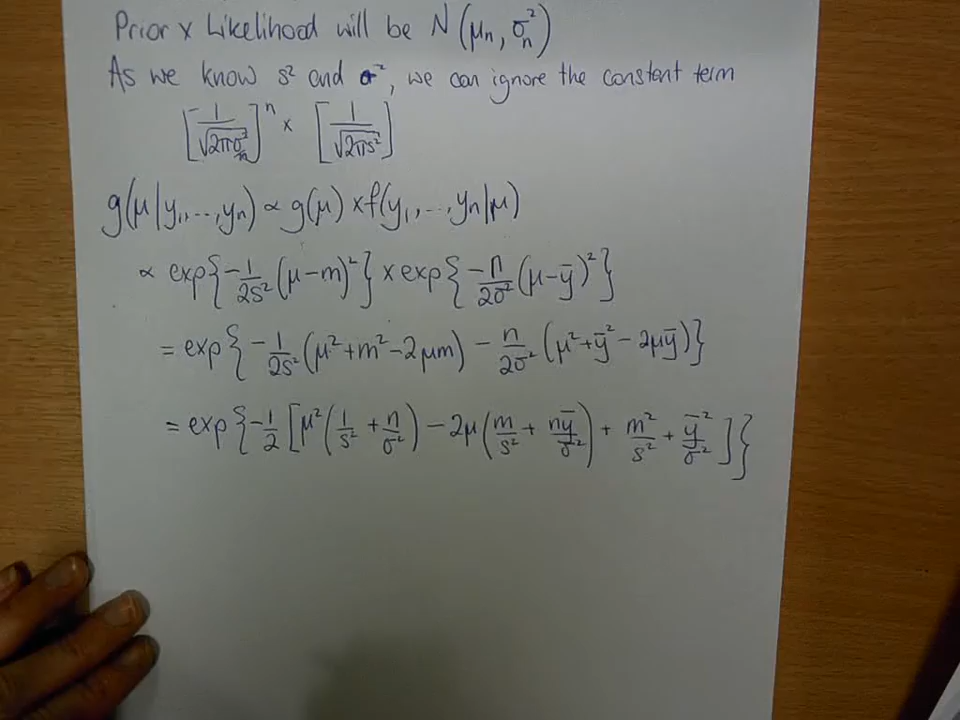 Prior x Likelihood will be N(μn, σn²)
As we know s² and σ², we can ignore the constant term
[1/√2πσ²]ⁿ × [1/√2πs²]
g(μ|y₁,...,yn) ∝ g(μ) × f(y₁,...,yn|μ)
∝ exp{-1/2s² (μ-m)²} × exp{-n/2σ² (μ-ȳ)²}
= exp{-1/2s² (μ²+m²-2μm) - n/2σ² (μ²+ȳ²-2μȳ)}
= exp{-1/2 [μ²(1/s² + n/σ²) - 2μ(m/s² + nȳ/σ²) + m²/s² + ȳ²/σ²]}